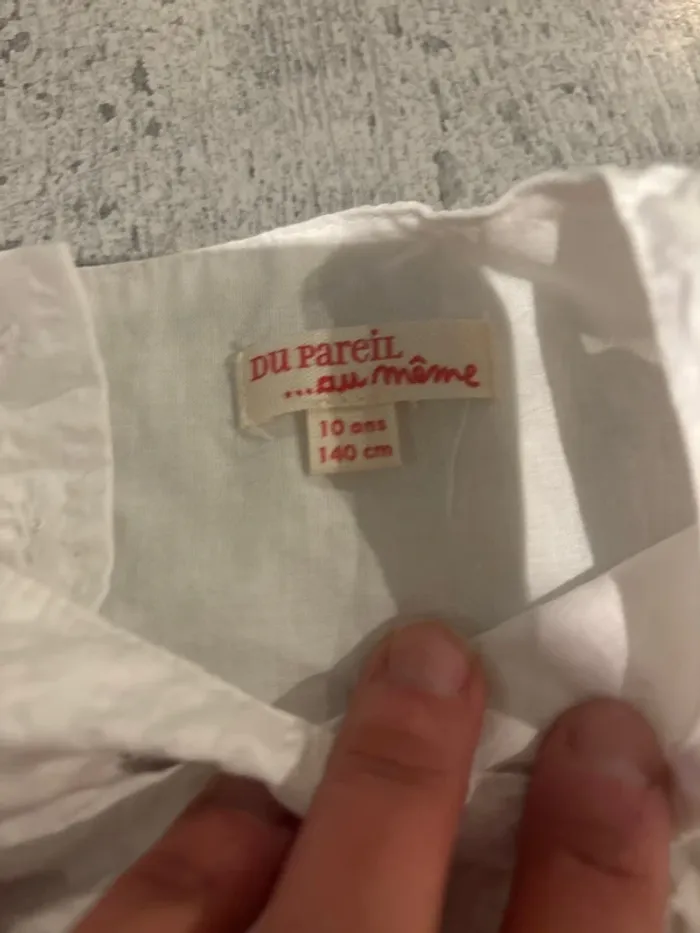 DU PareiL
...au même
10 ans
140 cm